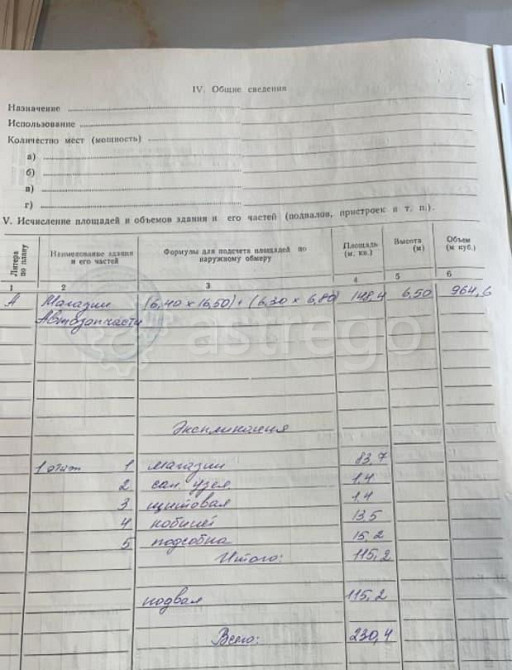 IV. Общие сведения
Назначение
Использование
Количество мест (мощность)
а)
б)
в)
г)
V. Исчисление площадей и объемов здания и его частей (подвалов, пристроек и т. п.).
Литера по плану
Наименование здания и его частей
Формулы для подсчета площадей по наружному обмеру
Площадь (м. кв.)
Высота (м)
Объем (м куб.)
1 2 3 4 5 6
А Магазин (6,40 x 16,50) + (6,30 x 6,80) 148,4 6,50 964,6
Автозапчасти
astrego
Экспликация
1 этаж 1 магазин 83,7
2 сан узел 1,4
3 щитовая 1,4
4 кабинет 13,5
5 подсобка 15,2
Итого: 115,2
подвал 115,2
Всего: 230,4